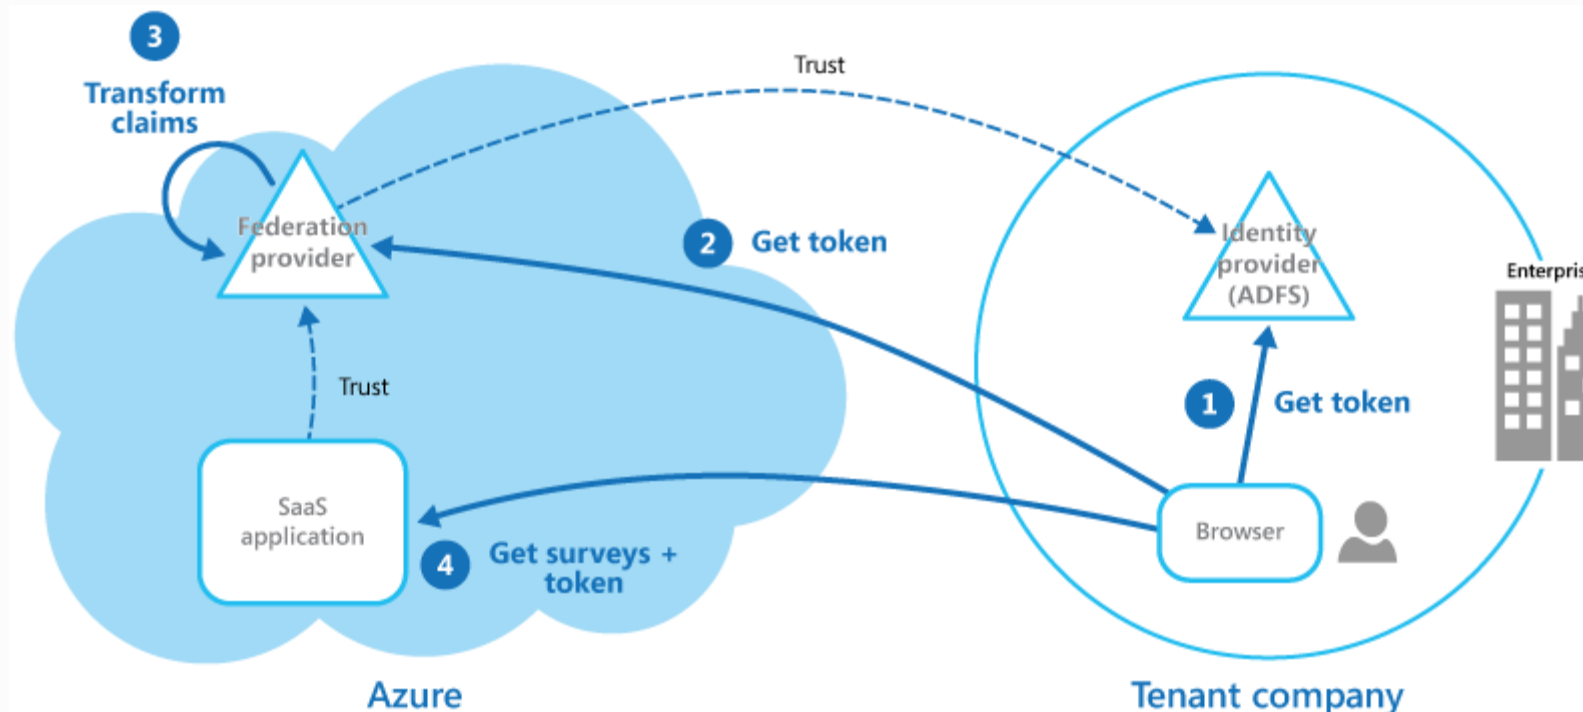 3
Transform
claims
Trust
Federation
provider
2
Get token
Identity
provider
(ADFS)
Trust
1
Get token
SaaS
application
4
Get surveys +
token
Browser
Azure
Tenant company